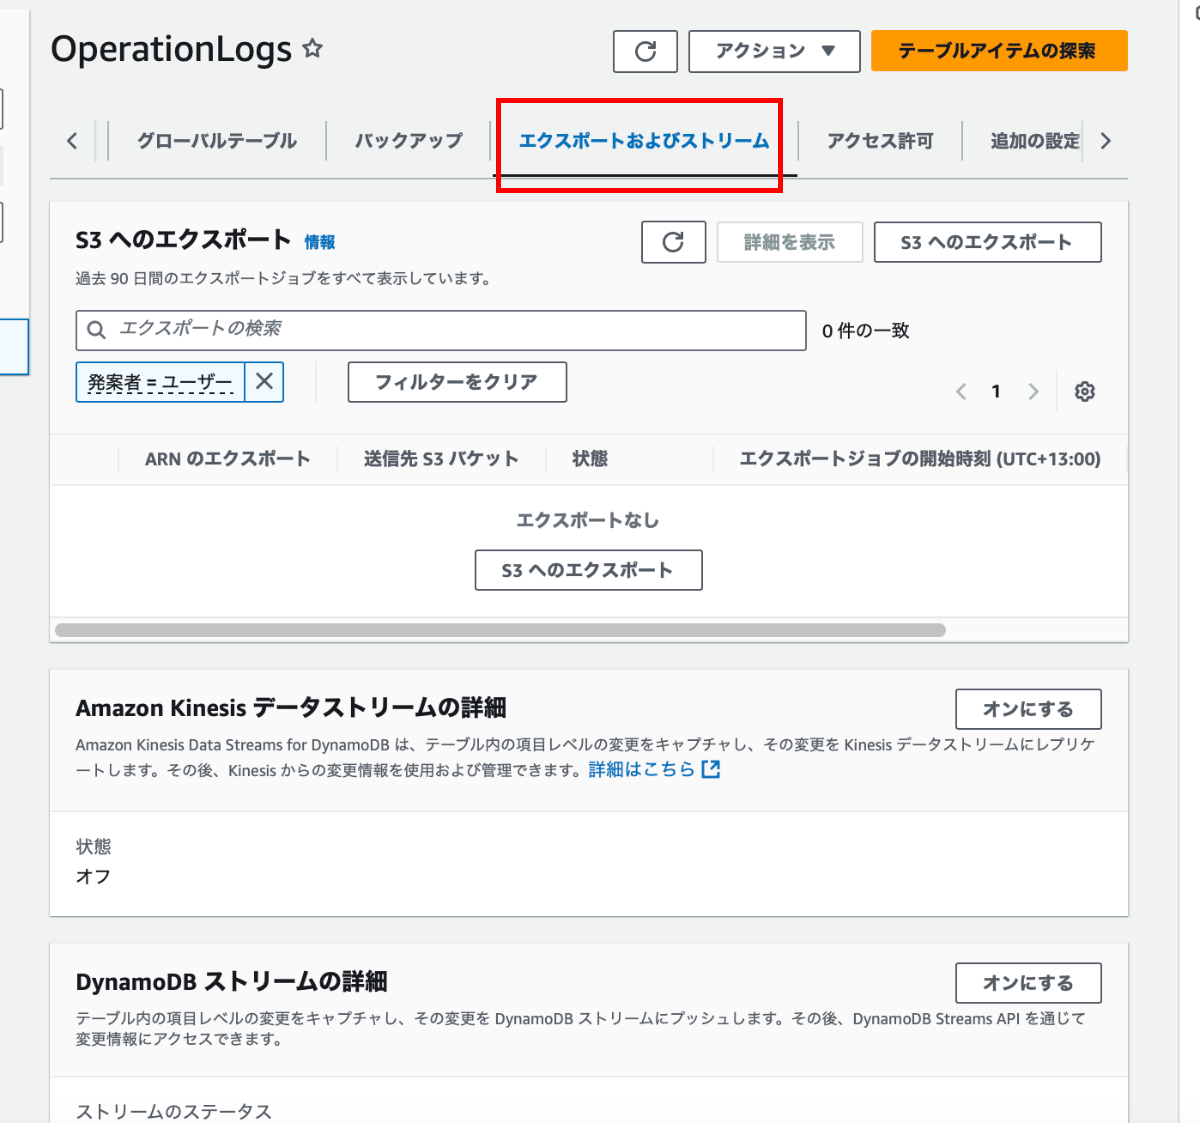 OperationLogs
アクション
テーブルアイテムの探索
グローバルテーブル
バックアップ
エクスポートおよびストリーム
アクセス許可
追加の設定
S3 へのエクスポート 情報
詳細を表示
S3 へのエクスポート
過去 90 日間のエクスポートジョブをすべて表示しています。
エクスポートの検索
0 件の一致
発案者 = ユーザー
フィルターをクリア
1
ARN のエクスポート
送信先 S3 バケット
状態
エクスポートジョブの開始時刻 (UTC+13:00)
エクスポートなし
S3 へのエクスポート
Amazon Kinesis データストリームの詳細
オンにする
Amazon Kinesis Data Streams for DynamoDB は、テーブル内の項目レベルの変更をキャプチャし、その変更を Kinesis データストリームにレプリケ
ートします。その後、Kinesis からの変更情報を使用および管理できます。詳細はこちら
状態
オフ
DynamoDB ストリームの詳細
オンにする
テーブル内の項目レベルの変更をキャプチャし、その変更を DynamoDB ストリームにプッシュします。その後、DynamoDB Streams API を通じて
変更情報にアクセスできます。
ストリームのステータス